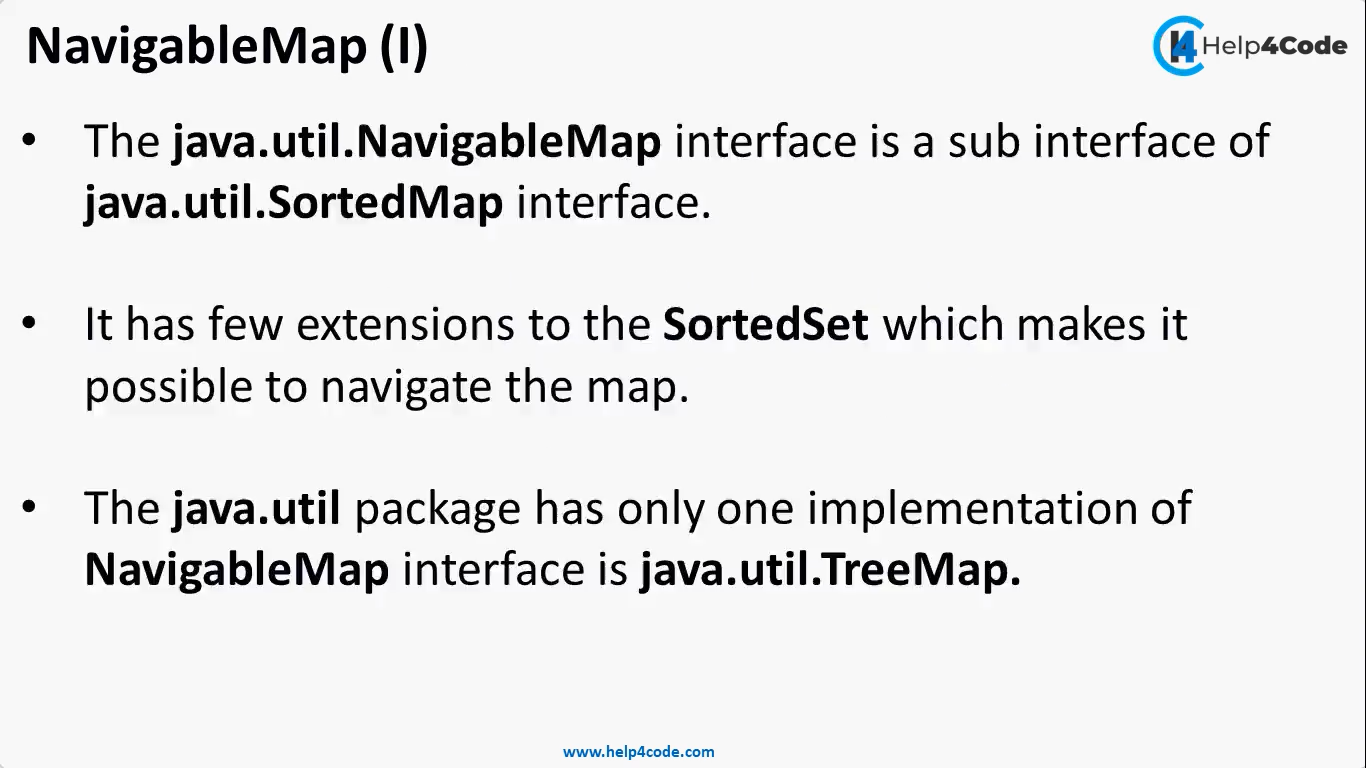 NavigableMap (I)
Help4Code
• The java.util.NavigableMap interface is a sub interface of
java.util.SortedMap interface.
• It has few extensions to the SortedSet which makes it
possible to navigate the map.
• The java.util package has only one implementation of
NavigableMap interface is java.util.TreeMap.
www.help4code.com